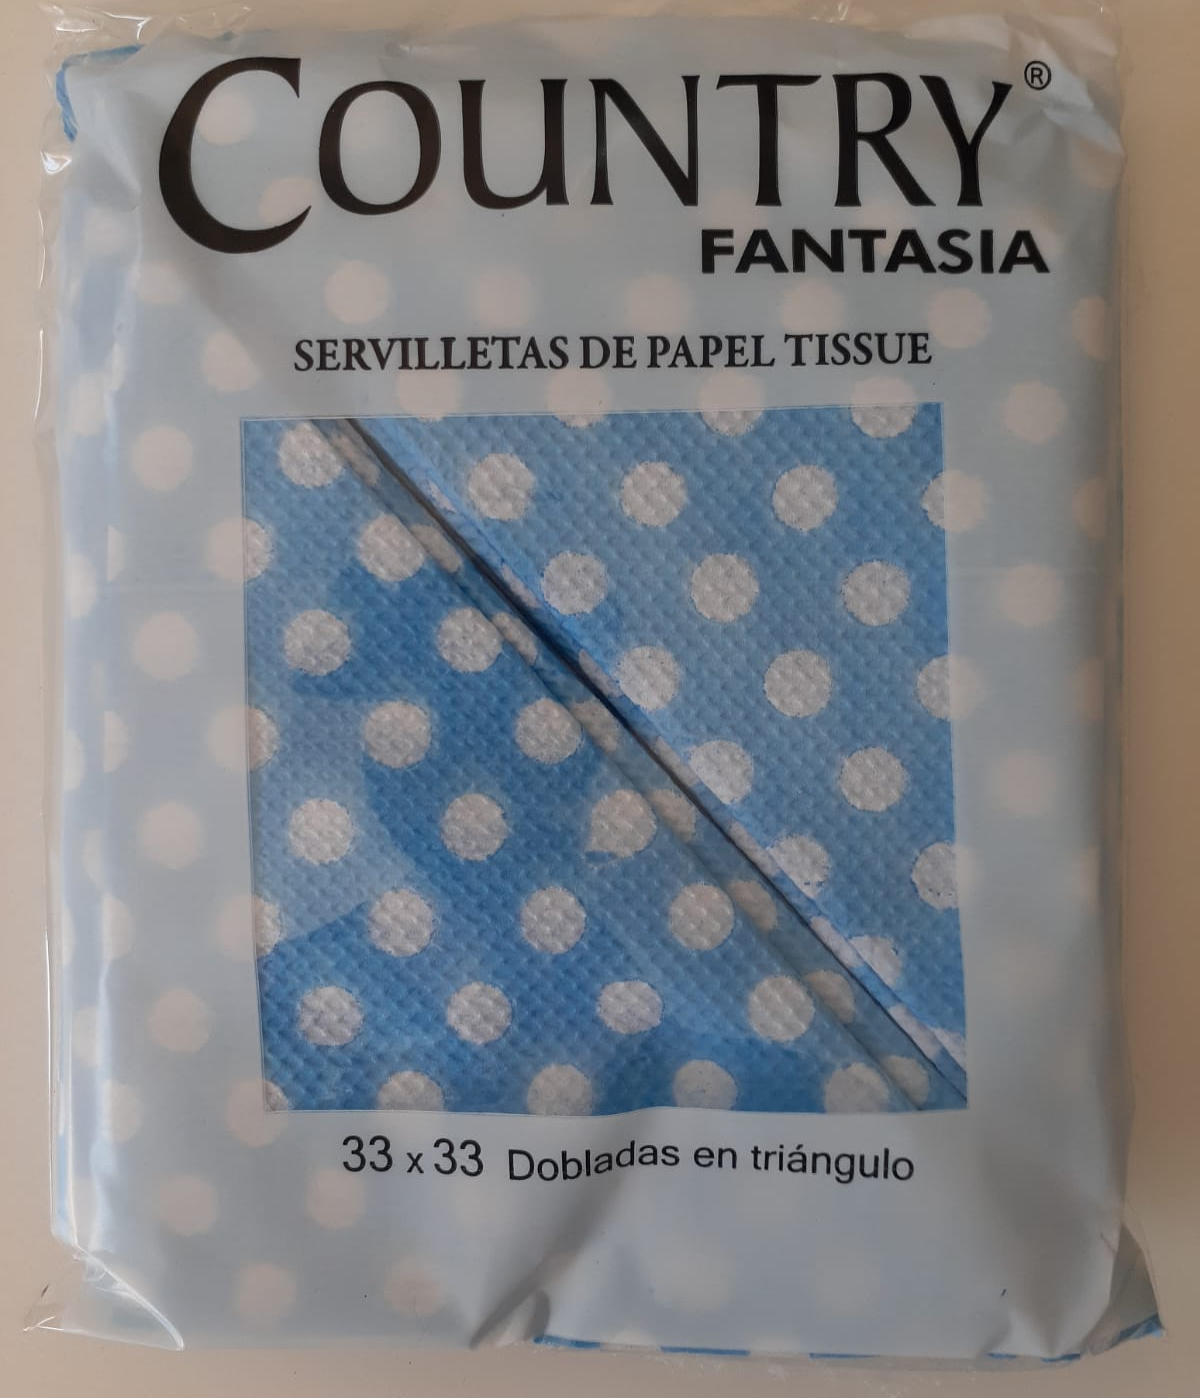 COUNTRY®
FANTASIA
SERVILLETAS DE PAPEL TISSUE
33 x 33 Dobladas en triángulo